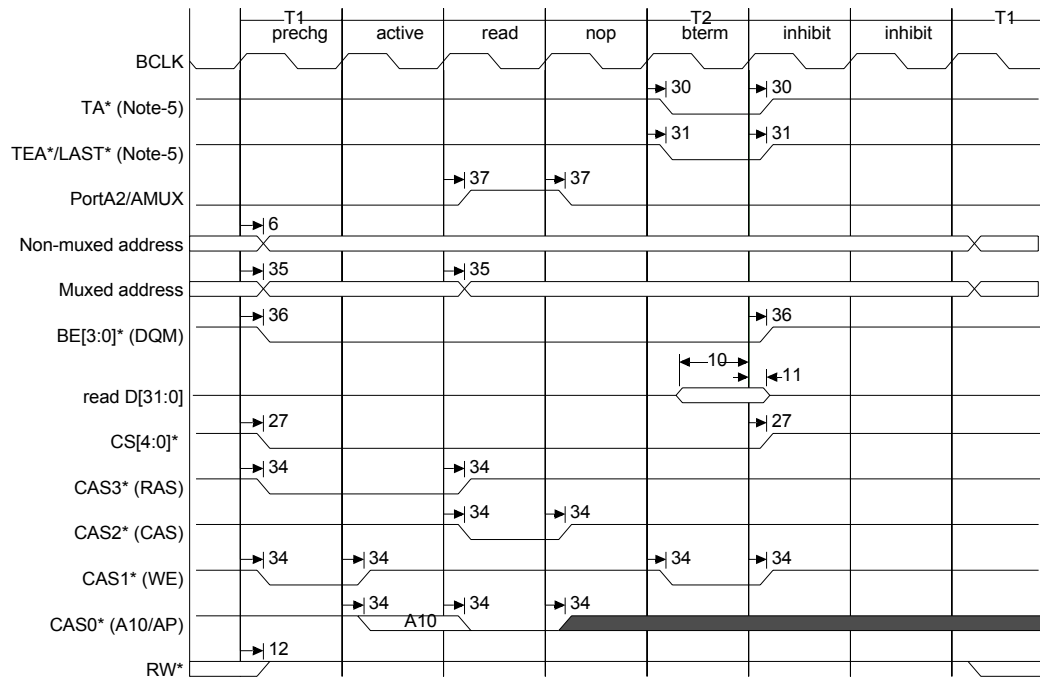 T1 T2 T1
prechg active read nop bterm inhibit inhibit
BCLK
30 30
TA* (Note-5)
31 31
TEA*/LAST* (Note-5)
37 37
PortA2/AMUX
6
Non-muxed address
35 35
Muxed address
36 36
BE[3:0]* (DQM)
10
11
read D[31:0]
27 27
CS[4:0]*
34 34
CAS3* (RAS)
34 34
CAS2* (CAS)
34 34 34 34
CAS1* (WE)
34 34 34
A10
CAS0* (A10/AP)
12
RW*